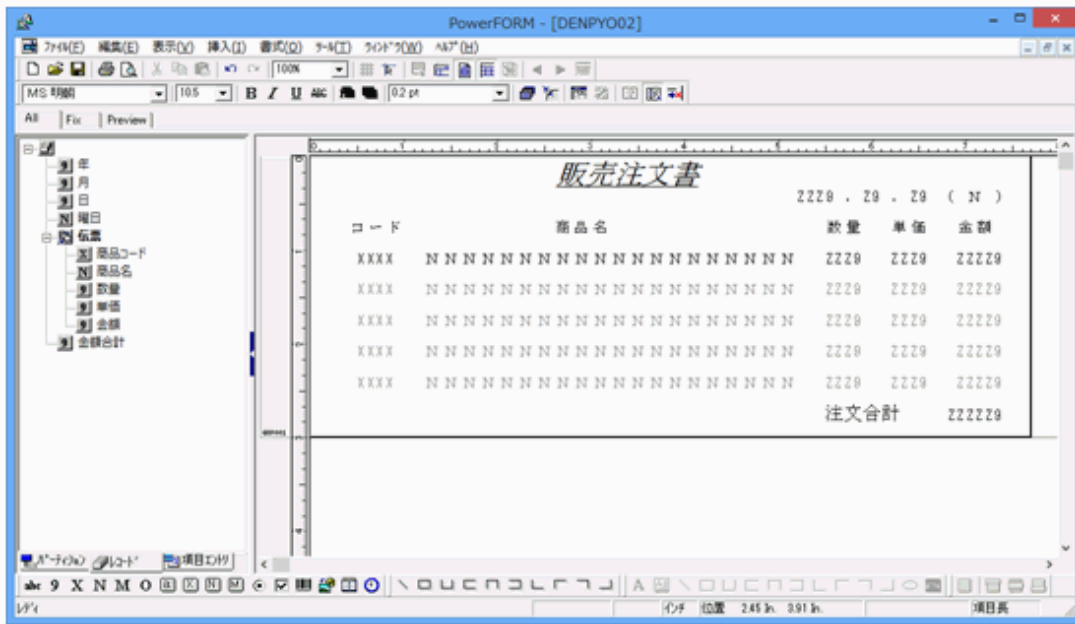 PowerFORM - [DENPYO02]
ファイル(F) 編集(E) 表示(V) 挿入(I) 書式(O) ツール(T) ウインドウ(W) ヘルプ(H)
100%
MS 明朝 10.5 B I U ABC 0.2 pt
All Fix Preview
年
月
日
曜日
伝票
商品コード
商品名
数量
単価
金額
金額合計
販売注文書
ZZZ9 . Z9 . Z9 ( N )
コード 商品名 数量 単価 金額
XXXX N N N N N N N N N N N N N N N N N N N N ZZZ9 ZZZ9 ZZZZ9
XXXX N N N N N N N N N N N N N N N N N N N N ZZZ9 ZZZ9 ZZZZ9
XXXX N N N N N N N N N N N N N N N N N N N N ZZZ9 ZZZ9 ZZZZ9
XXXX N N N N N N N N N N N N N N N N N N N N ZZZ9 ZZZ9 ZZZZ9
XXXX N N N N N N N N N N N N N N N N N N N N ZZZ9 ZZZ9 ZZZZ9
注文合計 ZZZZZ9
パーティション レコード 項目エントリ
abc 9 X N M O
レディ インチ 位置 2.45 in. 3.91 in. 項目長